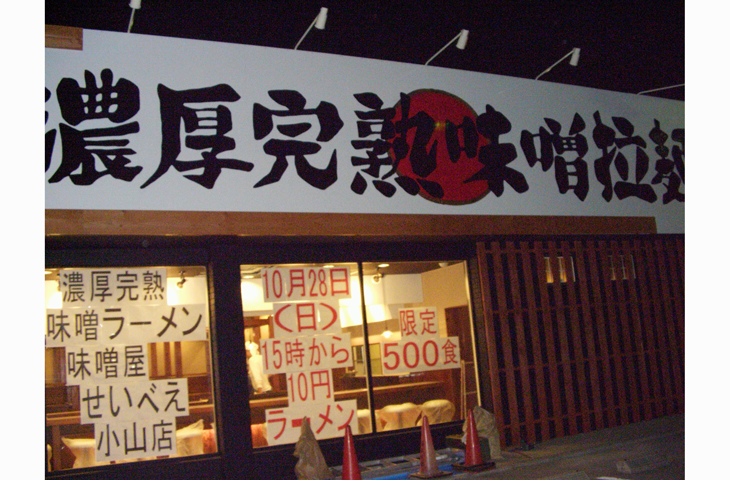 濃厚完熟味噌拉麺
濃厚完熟
味噌ラーメン
味噌屋
せいべえ
小山店
10月28日
（日）
15時から
10円
ラーメン
限定
500食